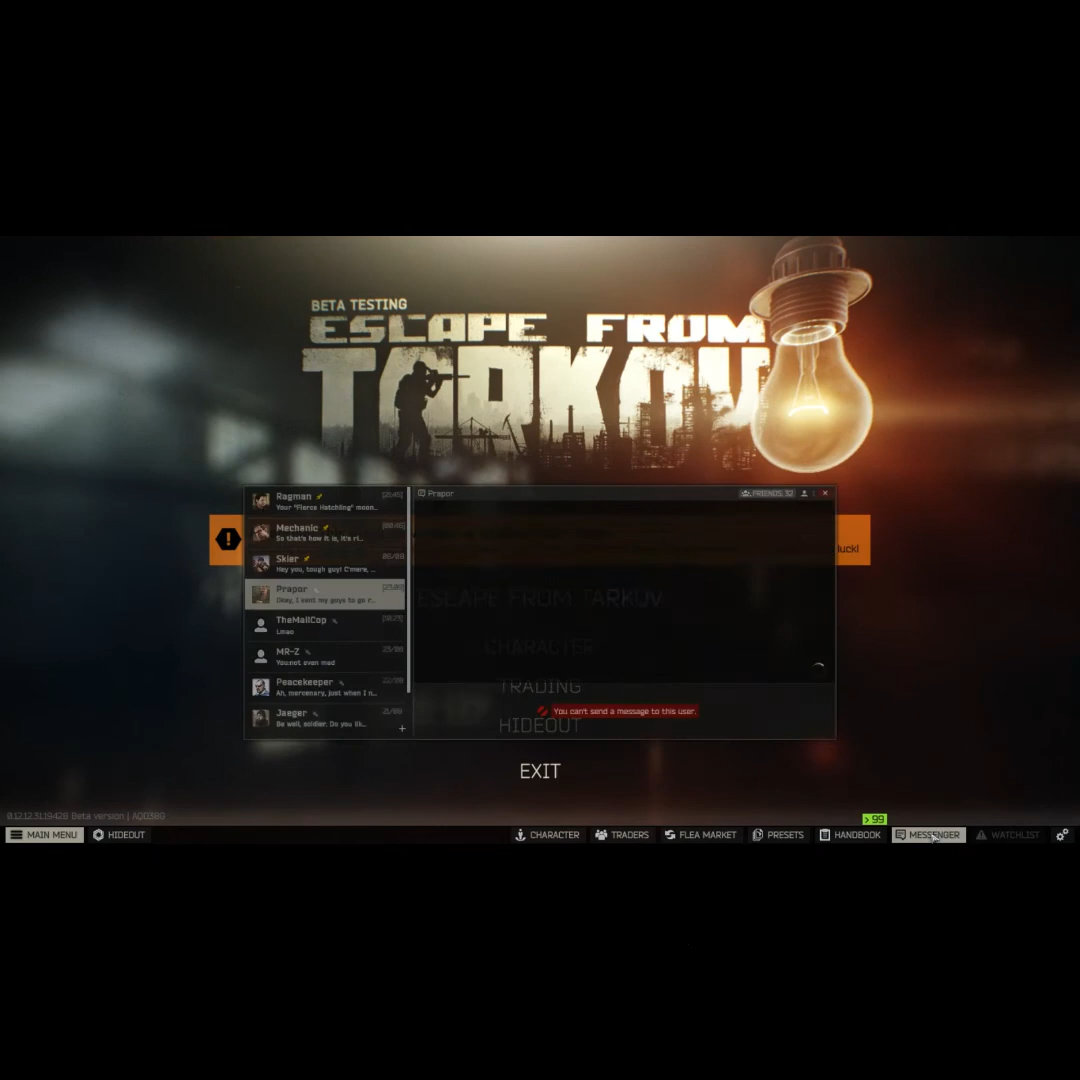 BETA TESTING
ESCAPE FROM
TARKOV
Ragman
Your "Fierce Hatchling" moon...
Mechanic
So that's how it is, it's ri...
Skier
Hey you, tough guy! C'mere, ...
Prapor
Okay, I sent my guys to go r...
TheMallCop
Lmao
MR-Z
You not even mad
Peacekeeper
Ah, mercenary, just when I n...
Jaeger
Be well, soldier. Do you lik...
Prapor
FRIENDS
luck!
ESCAPE FROM TARKOV
CHARACTER
TRADING
You can't send a message to this user.
HIDEOUT
EXIT
Beta version
> 99
MAIN MENU
HIDEOUT
CHARACTER
TRADERS
FLEA MARKET
PRESETS
HANDBOOK
MESSENGER
WATCHLIST